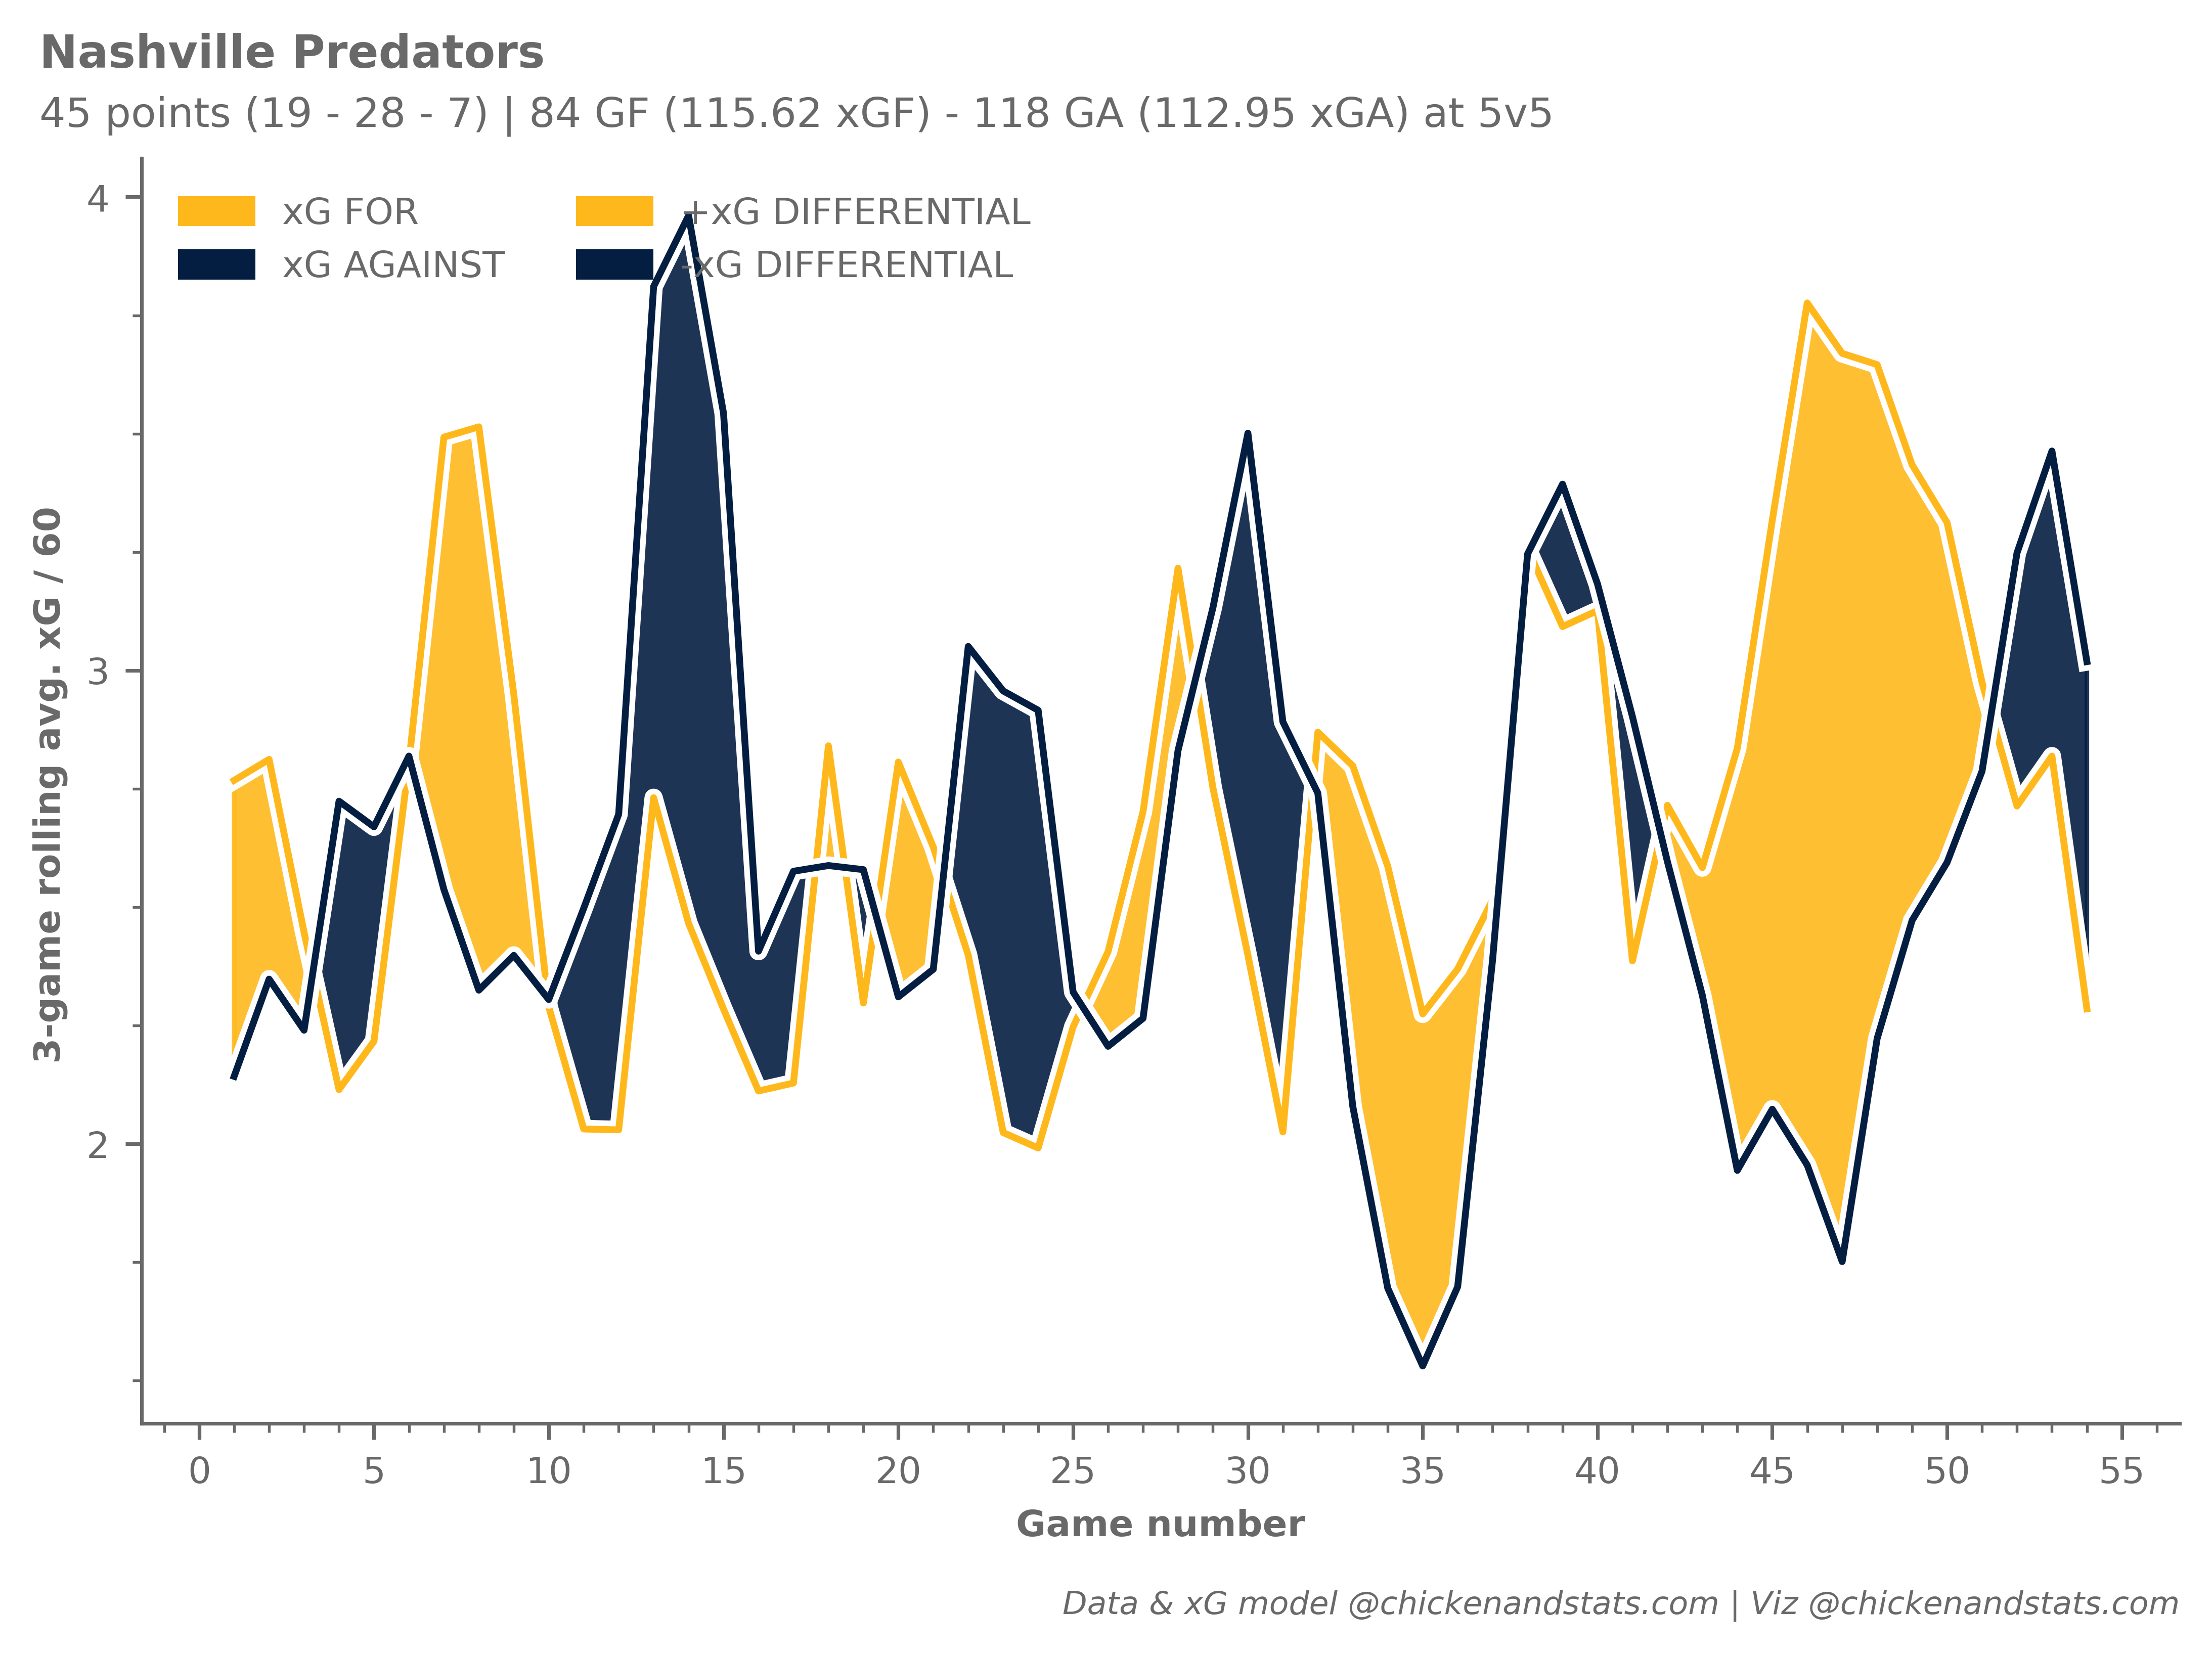 Nashville Predators
45 points (19 - 28 - 7) | 84 GF (115.62 xGF) - 118 GA (112.95 xGA) at 5v5
xG FOR
xG AGAINST
+xG DIFFERENTIAL
-xG DIFFERENTIAL
3-game rolling avg. xG / 60
4
3
2
0 5 10 15 20 25 30 35 40 45 50 55
Game number
Data & xG model @chickenandstats.com | Viz @chickenandstats.com